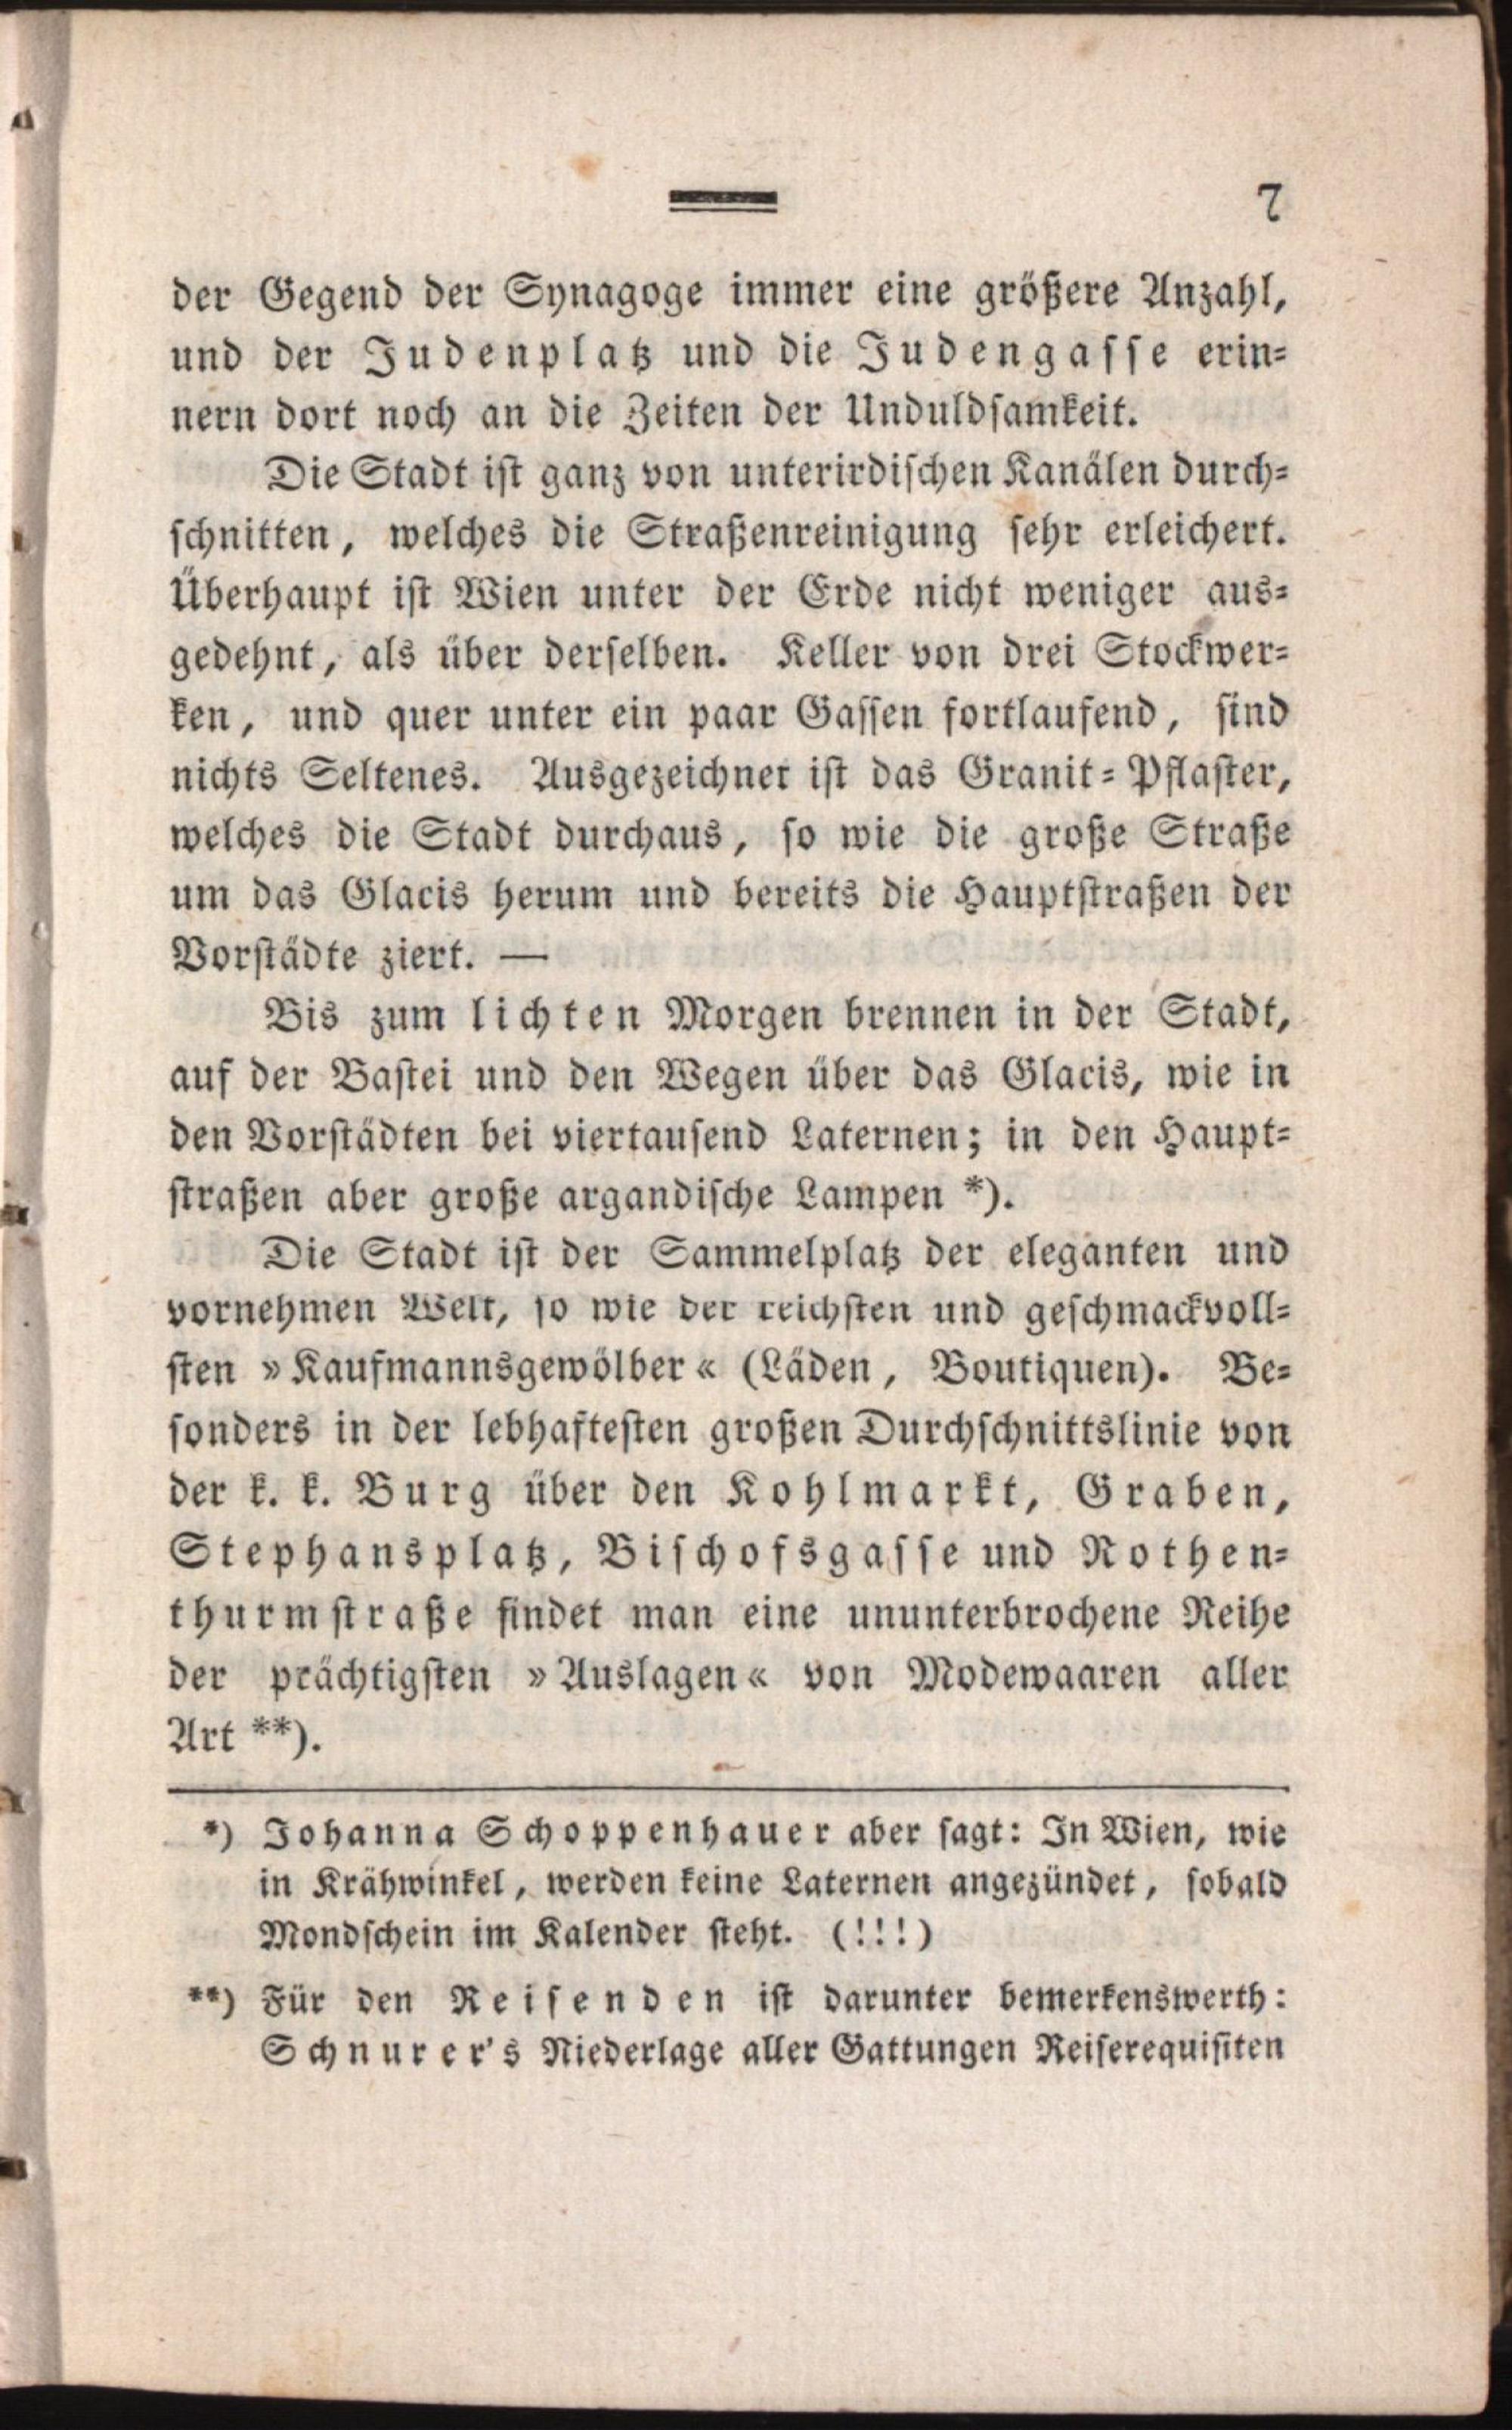 7
der Gegend der Synagoge immer eine größere Anzahl,
und der Judenplatz und die Judengasse erin-
nern dort noch an die Zeiten der Unduldsamkeit.
Die Stadt ist ganz von unterirdischen Kanälen durch-
schnitten, welches die Straßenreinigung sehr erleichert.
Überhaupt ist Wien unter der Erde nicht weniger aus-
gedehnt, als über derselben. Keller von drei Stockwer-
ken, und quer unter ein paar Gassen fortlaufend, sind
nichts Seltenes. Ausgezeichnet ist das Granit-Pflaster,
welches die Stadt durchaus, so wie die große Straße
um das Glacis herum und bereits die Hauptstraßen der
Vorstädte ziert. —
Bis zum lichten Morgen brennen in der Stadt,
auf der Bastei und den Wegen über das Glacis, wie in
den Vorstädten bei viertausend Laternen; in den Haupt-
straßen aber große argandische Lampen *).
Die Stadt ist der Sammelplatz der eleganten und
vornehmen Welt, so wie der reichsten und geschmackvoll-
sten »Kaufmannsgewölber« (Läden, Boutiquen). Be-
sonders in der lebhaftesten großen Durchschnittslinie von
der k. k. Burg über den Kohlmarkt, Graben,
Stephansplatz, Bischofsgasse und Rothen-
thurmstraße findet man eine ununterbrochene Reihe
der prächtigsten »Auslagen« von Modewaaren aller
Art **).
*) Johanna Schoppenhauer aber sagt: In Wien, wie
in Krähwinkel, werden keine Laternen angezündet, sobald
Mondschein im Kalender steht. (!!!)
**) Für den Reisenden ist darunter bemerkenswerth:
Schnurer's Niederlage aller Gattungen Reiserequisiten